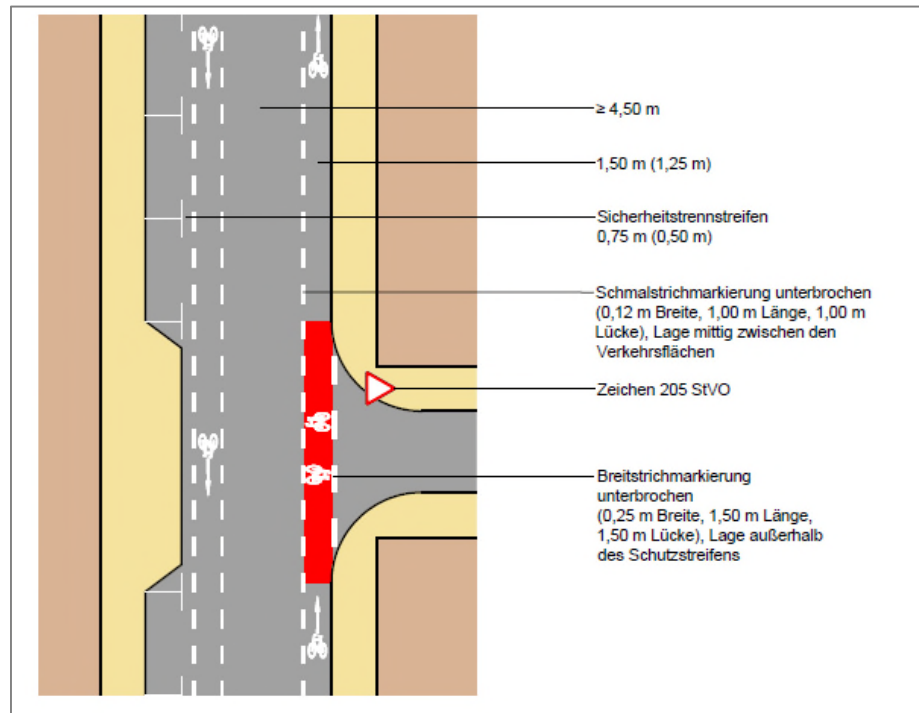 ≥ 4,50 m
1,50 m (1,25 m)
Sicherheitstrennstreifen
0,75 m (0,50 m)
Schmalstrichmarkierung unterbrochen
(0,12 m Breite, 1,00 m Länge, 1,00 m
Lücke), Lage mittig zwischen den
Verkehrsflächen
Zeichen 205 StVO
Breitstrichmarkierung
unterbrochen
(0,25 m Breite, 1,50 m Länge,
1,50 m Lücke), Lage außerhalb
des Schutzstreifens